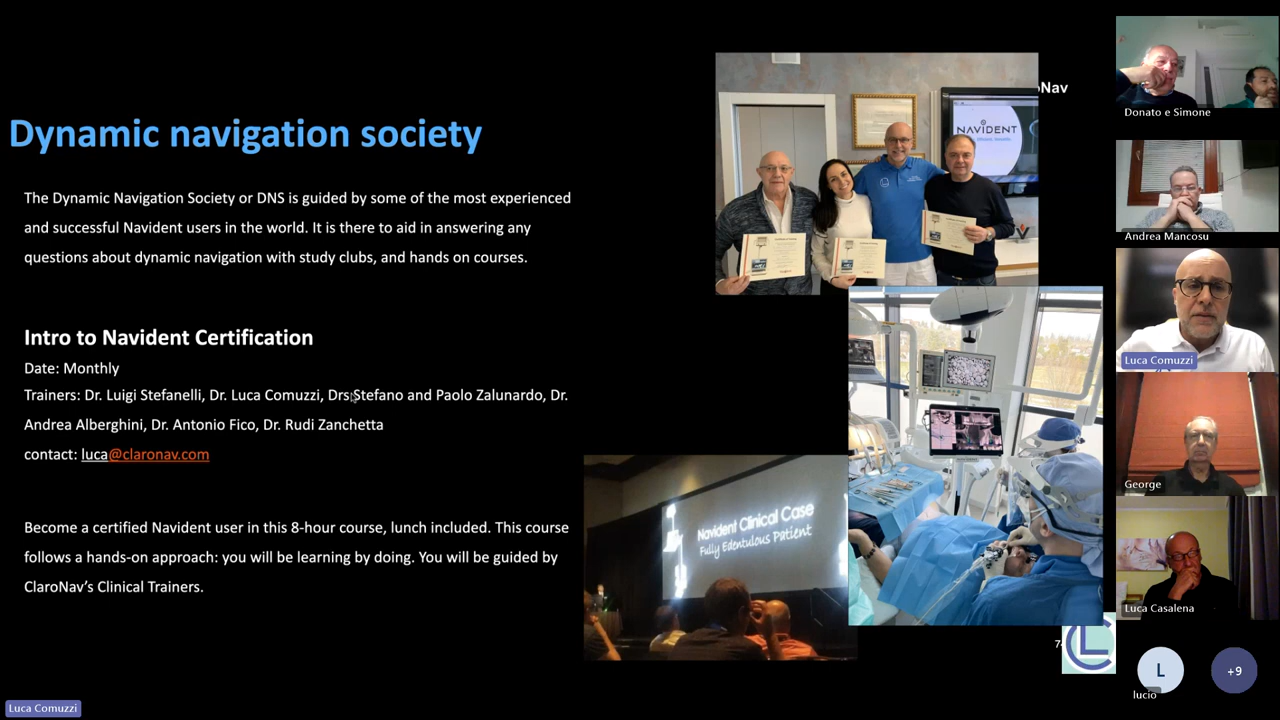 Dynamic navigation society
The Dynamic Navigation Society or DNS is guided by some of the most experienced
and successful Navident users in the world. It is there to aid in answering any
questions about dynamic navigation with study clubs, and hands on courses.
Intro to Navident Certification
Date: Monthly
Trainers: Dr. Luigi Stefanelli, Dr. Luca Comuzzi, Drs Stefano and Paolo Zalunardo, Dr.
Andrea Alberghini, Dr. Antonio Fico, Dr. Rudi Zanchetta
contact: luca@claronav.com
Become a certified Navident user in this 8-hour course, lunch included. This course
follows a hands-on approach: you will be learning by doing. You will be guided by
ClaroNav’s Clinical Trainers.
oNav
NAVIDENT
Navident Clinical Case
Fully Edentulous Patient
Donato e Simone
Andrea Mancosu
Luca Comuzzi
George
Luca Casalena
L
lucio
+9
Luca Comuzzi